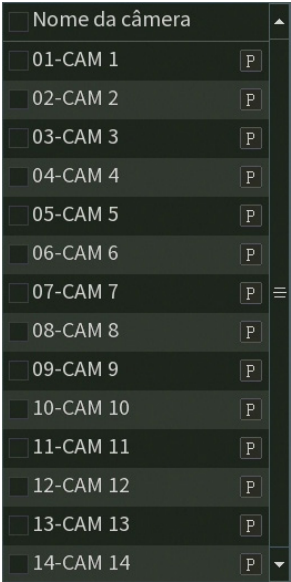 Nome da câmera
01-CAM 1 P
02-CAM 2 P
03-CAM 3 P
04-CAM 4 P
05-CAM 5 P
06-CAM 6 P
07-CAM 7 P
08-CAM 8 P
09-CAM 9 P
10-CAM 10 P
11-CAM 11 P
12-CAM 12 P
13-CAM 13 P
14-CAM 14 P